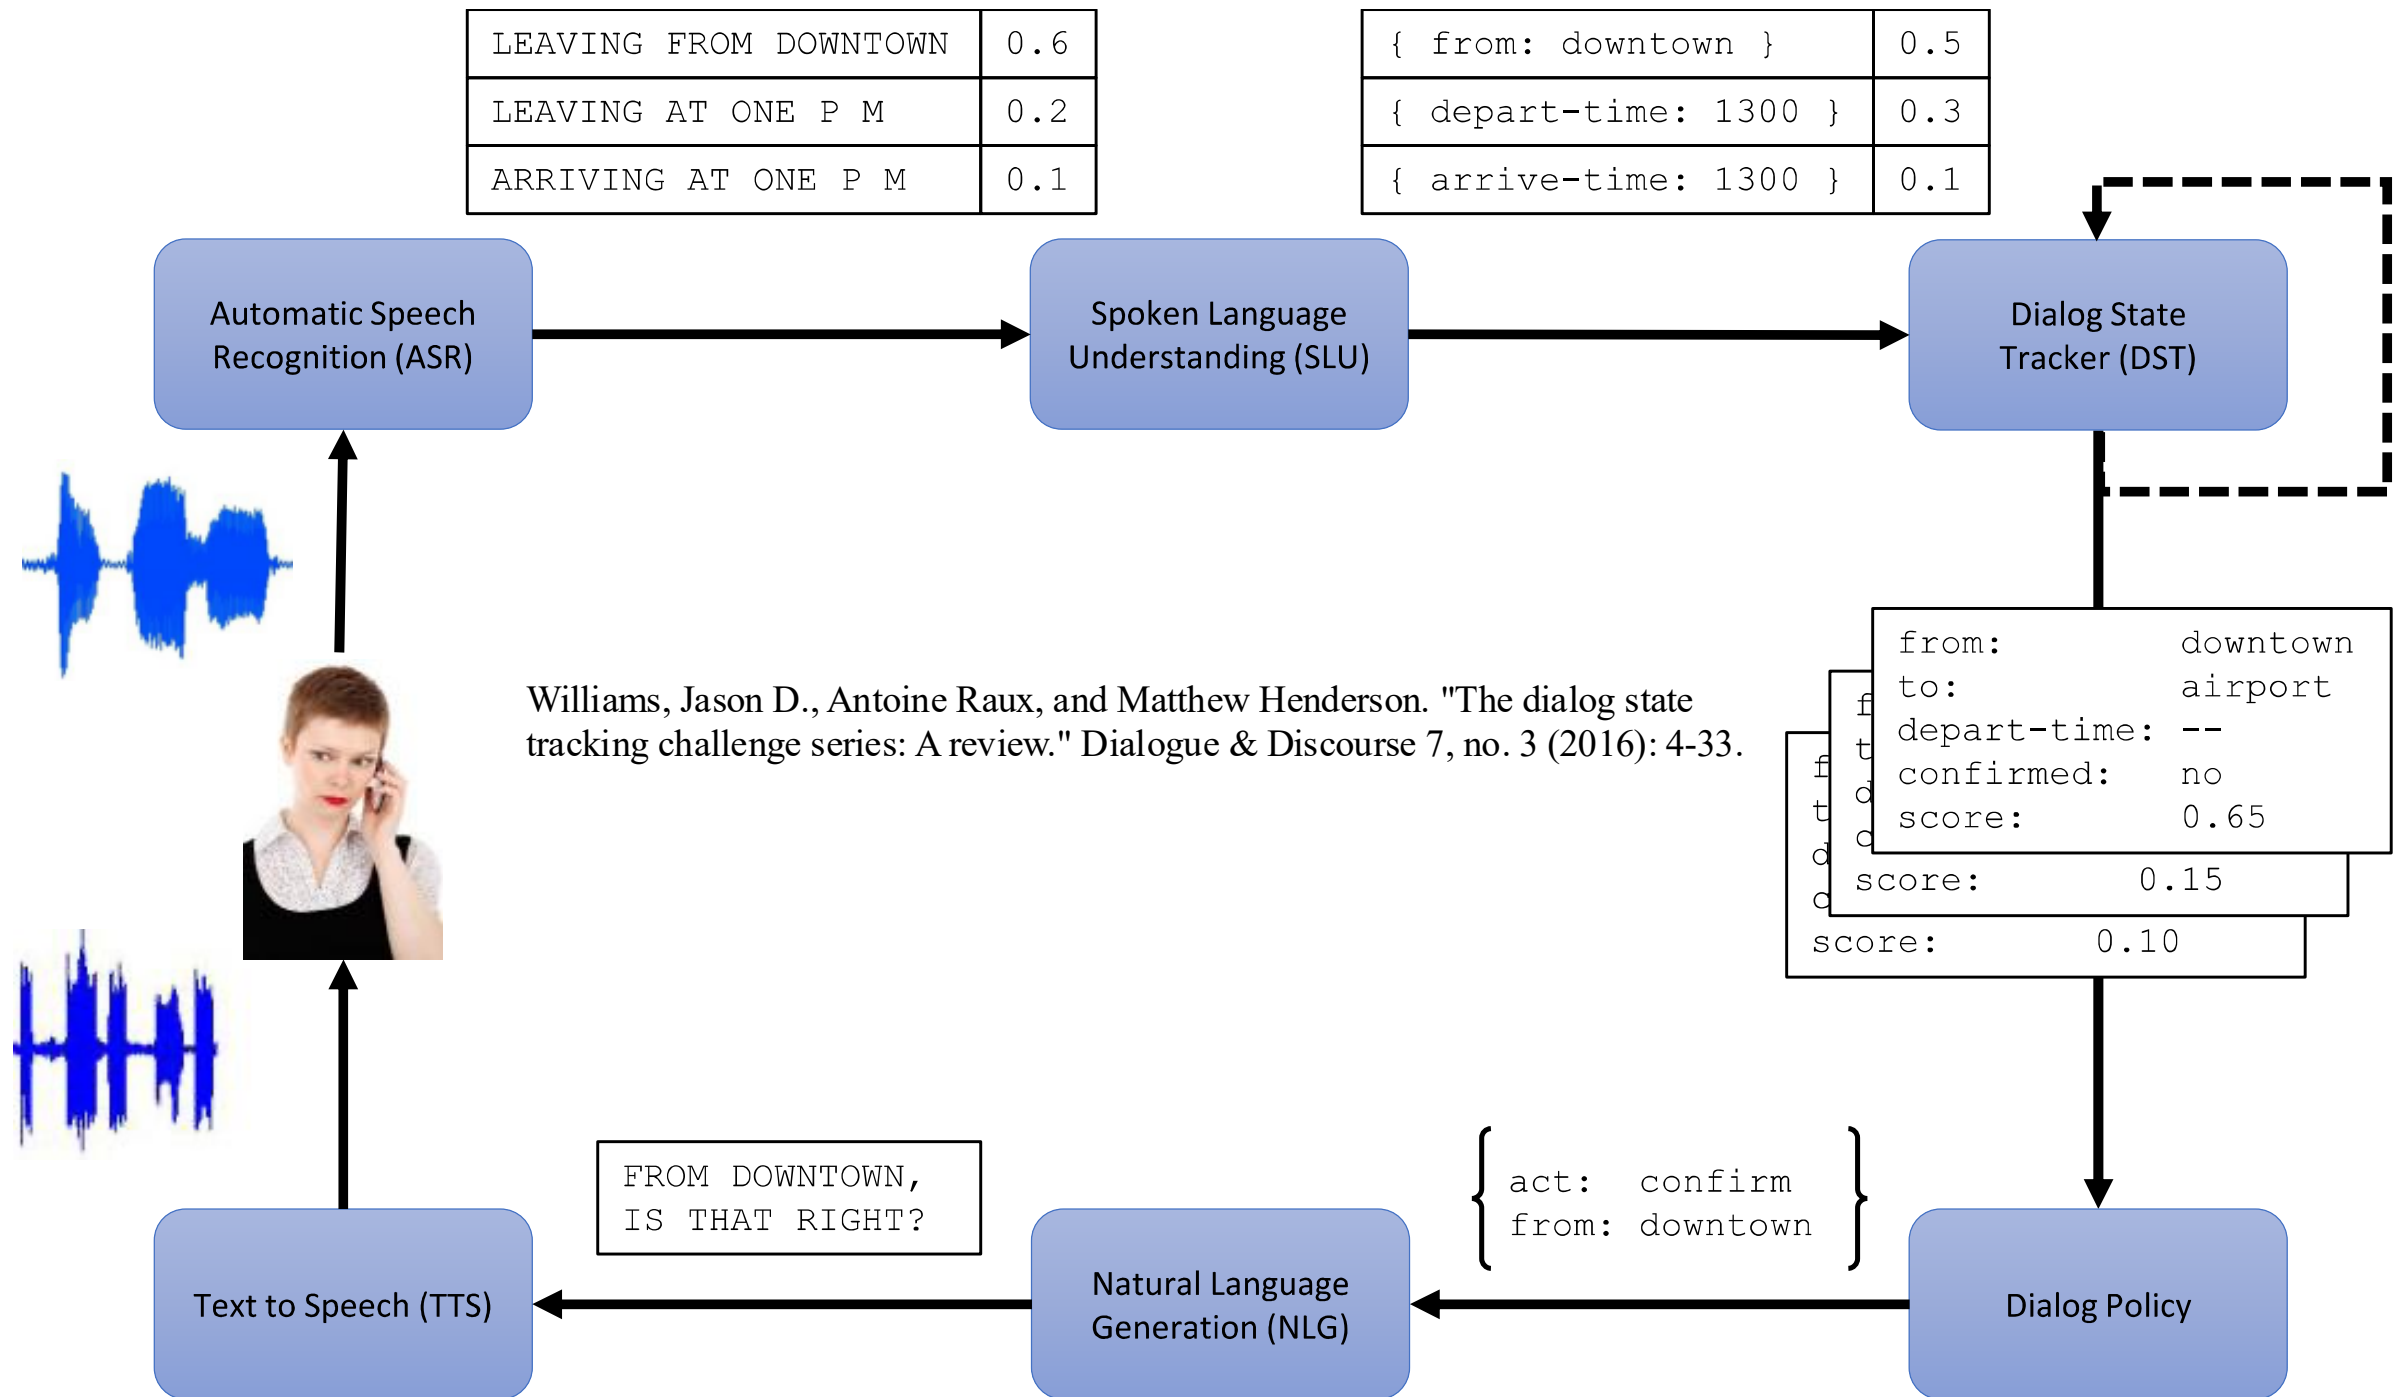 LEAVING FROM DOWNTOWN 0.6
LEAVING AT ONE P M 0.2
ARRIVING AT ONE P M 0.1
{ from: downtown } 0.5
{ depart-time: 1300 } 0.3
{ arrive-time: 1300 } 0.1
Automatic Speech
Recognition (ASR)
Spoken Language
Understanding (SLU)
Dialog State
Tracker (DST)
Williams, Jason D., Antoine Raux, and Matthew Henderson. "The dialog state
tracking challenge series: A review." Dialogue & Discourse 7, no. 3 (2016): 4-33.
from: downtown
to: airport
depart-time: --
confirmed: no
score: 0.65
f
t
d
c
score: 0.15
f
t
d
c
score: 0.10
act: confirm
from: downtown
FROM DOWNTOWN,
IS THAT RIGHT?
Text to Speech (TTS)
Natural Language
Generation (NLG)
Dialog Policy